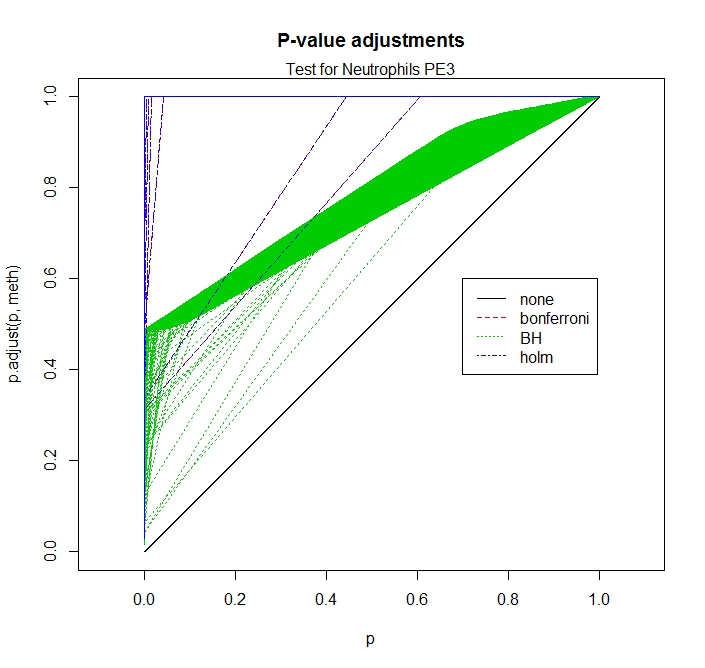 P-value adjustments
Test for Neutrophils PE3
p.adjust(p, meth)
1.0
0.8
0.6
0.4
0.2
0.0
none
bonferroni
BH
holm
0.0 0.2 0.4 0.6 0.8 1.0
p